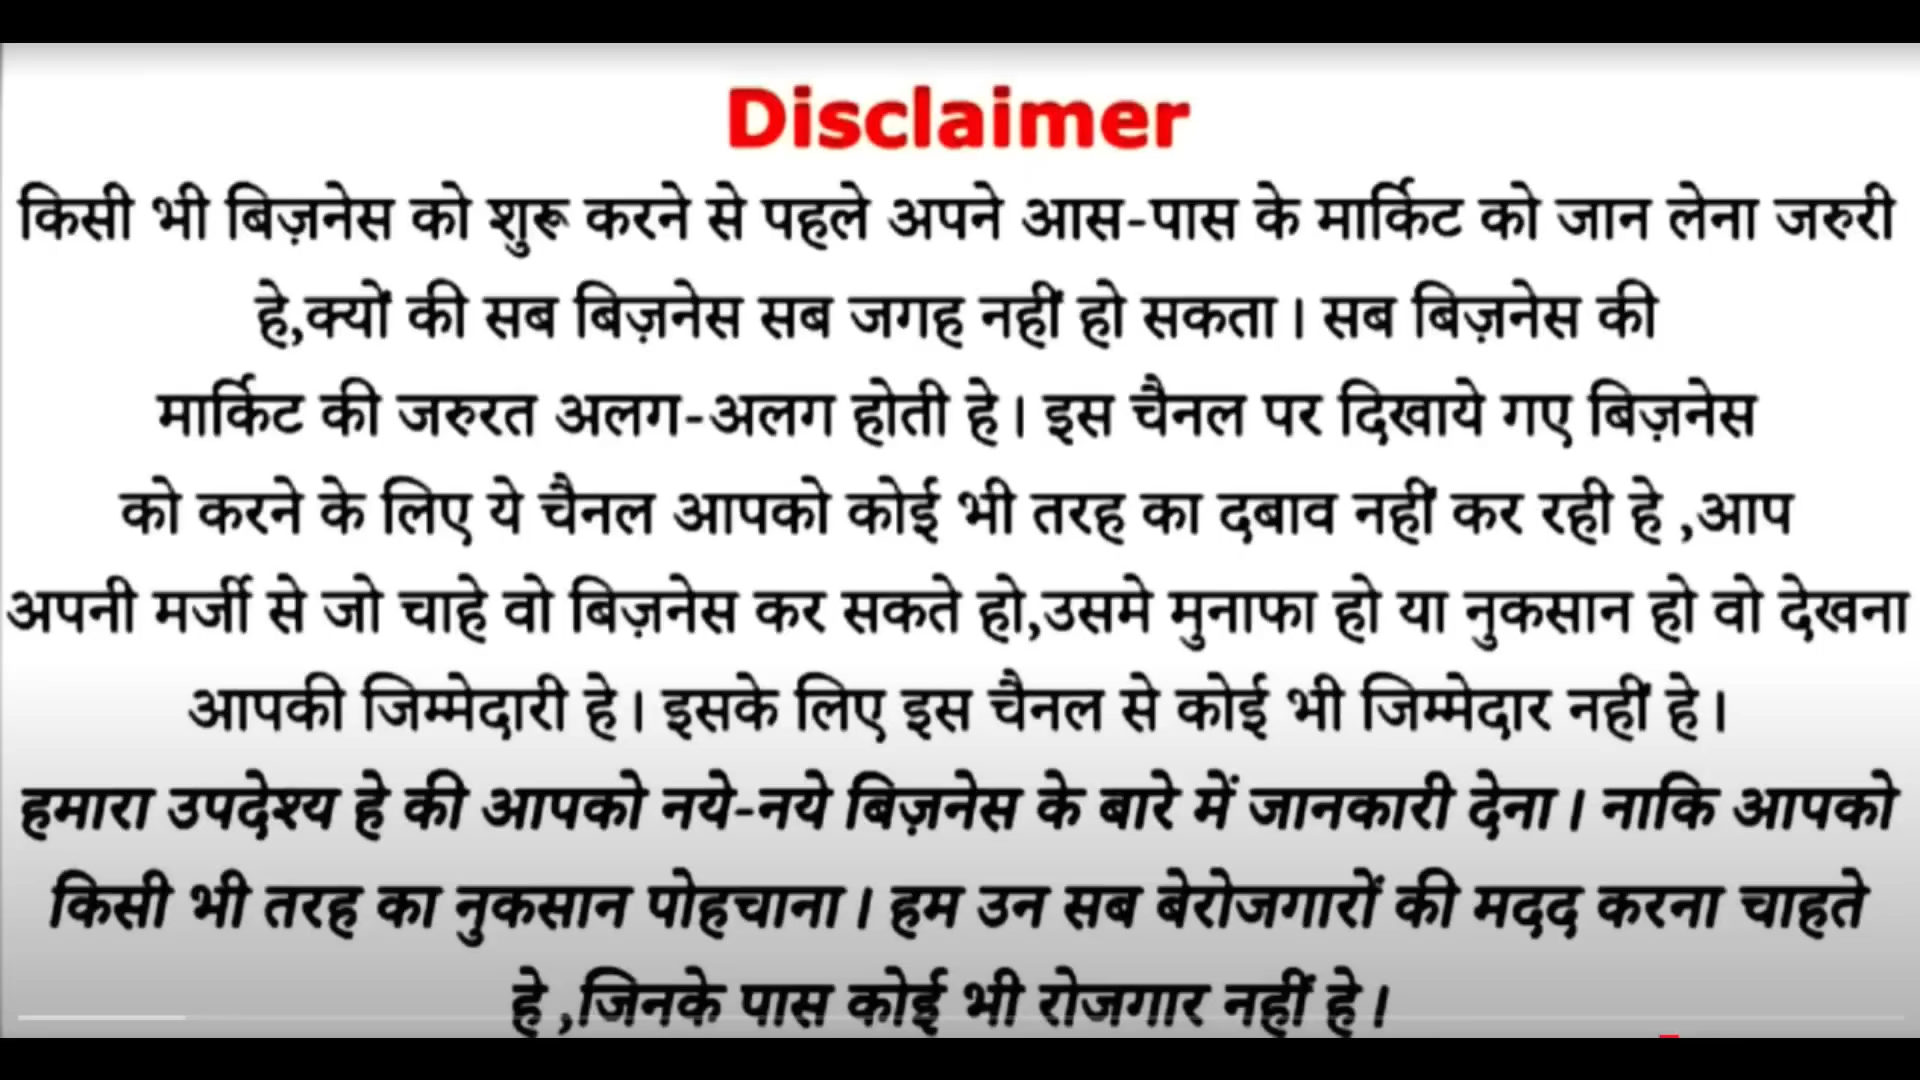 Disclaimer
किसी भी बिज़नेस को शुरू करने से पहले अपने आस-पास के मार्किट को जान लेना जरुरी
हे,क्यों की सब बिज़नेस सब जगह नहीं हो सकता। सब बिज़नेस की
मार्किट की जरुरत अलग-अलग होती हे। इस चैनल पर दिखाये गए बिज़नेस
को करने के लिए ये चैनल आपको कोई भी तरह का दबाव नहीं कर रही हे ,आप
अपनी मर्जी से जो चाहे वो बिज़नेस कर सकते हो,उसमे मुनाफा हो या नुकसान हो वो देखना
आपकी जिम्मेदारी हे। इसके लिए इस चैनल से कोई भी जिम्मेदार नहीं हे।
हमारा उपदेश्य हे की आपको नये-नये बिज़नेस के बारे में जानकारी देना। नाकि आपको
किसी भी तरह का नुकसान पोहचाना। हम उन सब बेरोजगारों की मदद करना चाहते
हे ,जिनके पास कोई भी रोजगार नहीं हे।